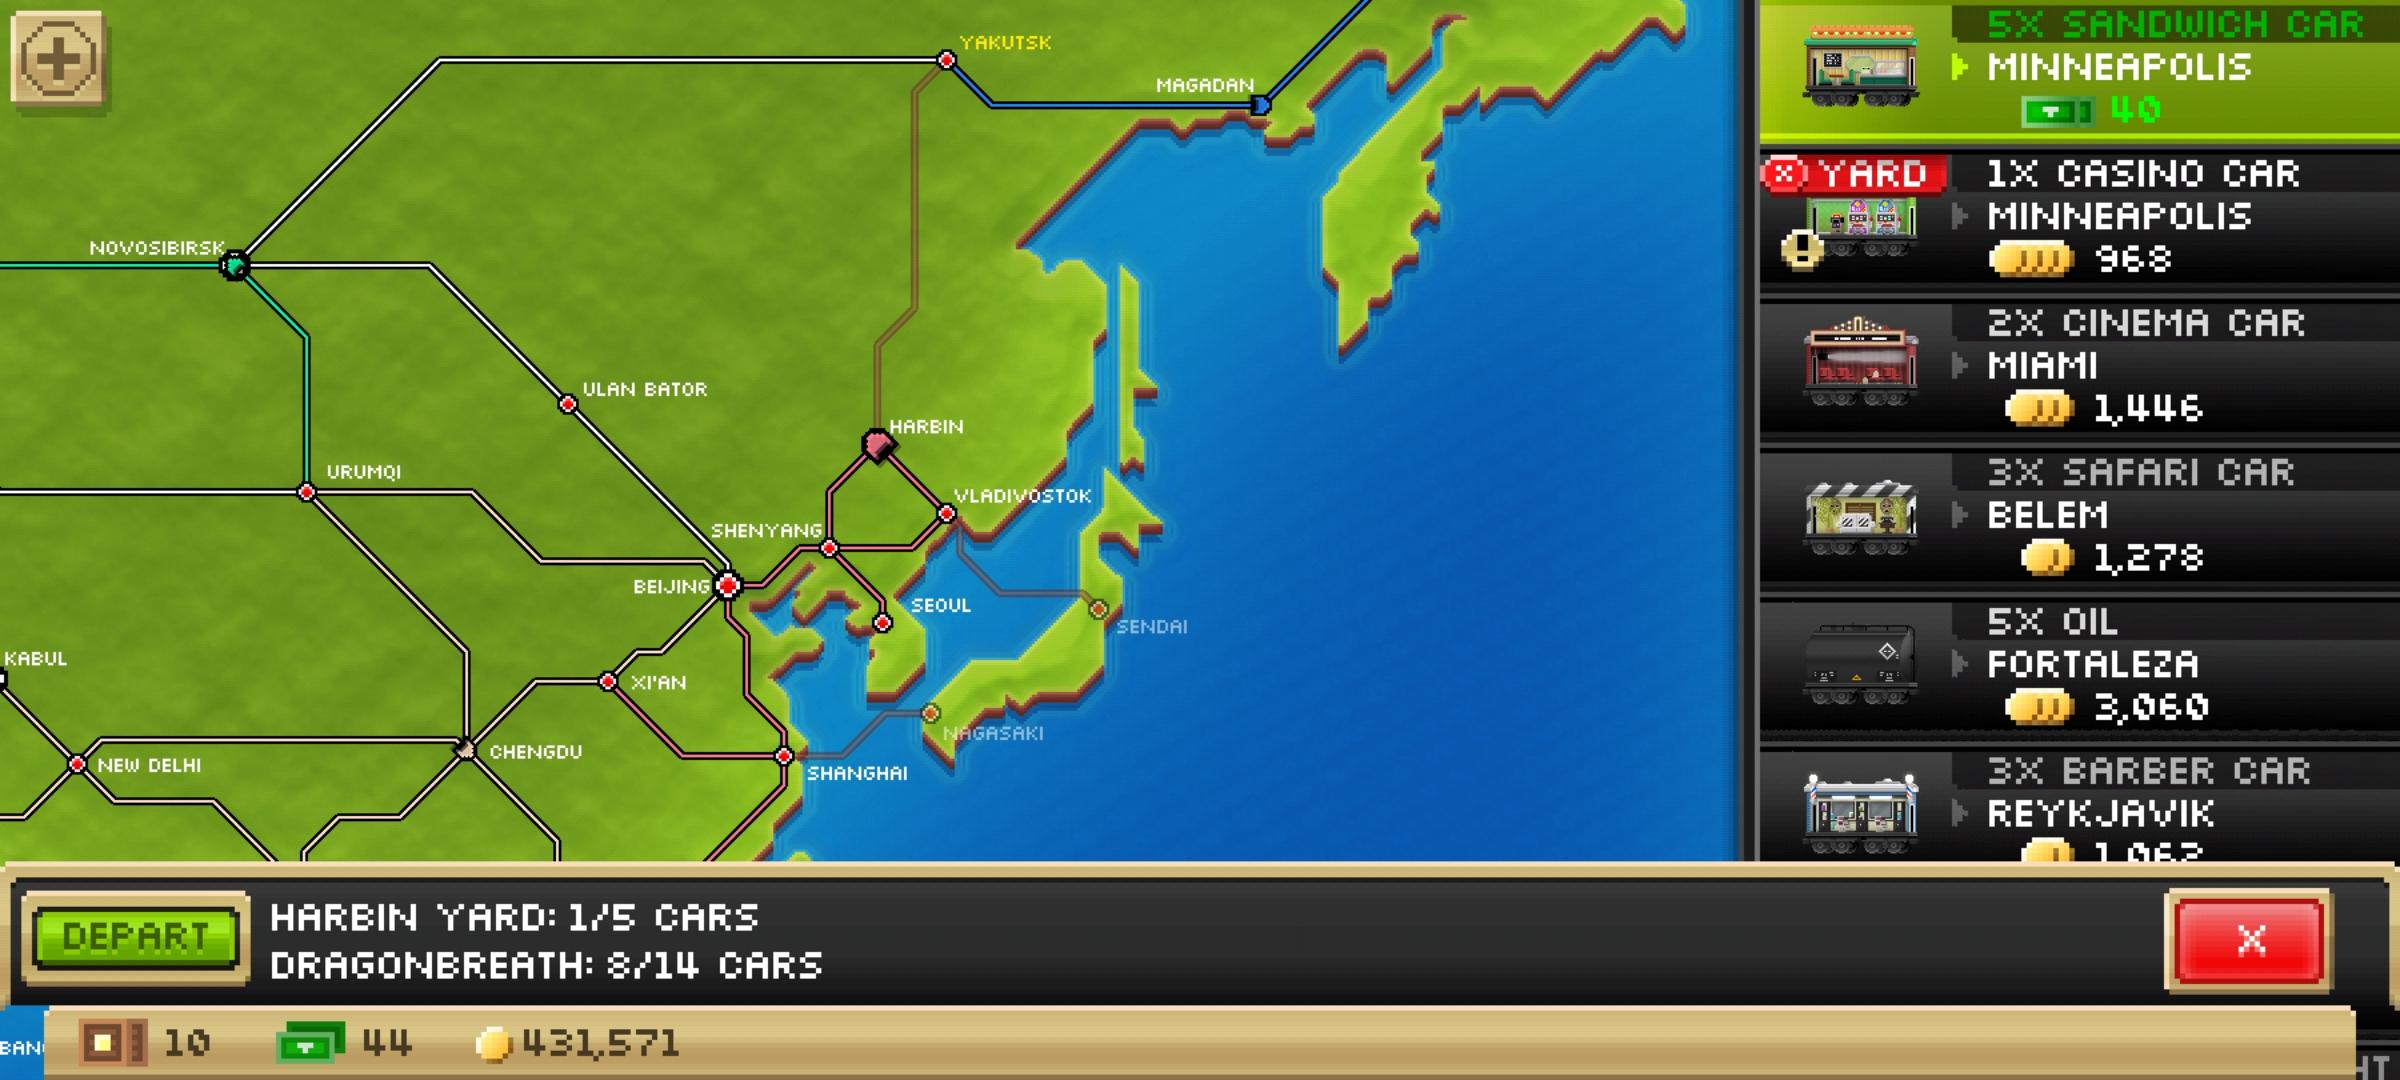 YAKUTSK
MAGADAN
NOVOSIBIRSK
ULAN BATOR
HARBIN
URUMQI
VLADIVOSTOK
SHENYANG
BEIJING
SEOUL
SENDAI
KABUL
XI'AN
NAGASAKI
NEW DELHI
CHENGDU
SHANGHAI
5X SANDWICH CAR
MINNEAPOLIS
40
YARD
1X CASINO CAR
MINNEAPOLIS
968
2X CINEMA CAR
MIAMI
1,446
3X SAFARI CAR
BELEM
1,278
5X OIL
FORTALEZA
3,060
3X BARBER CAR
REYKJAVIK
1,062
DEPART
HARBIN YARD: 1/5 CARS
DRAGONBREATH: 8/14 CARS
X
10
44
431,571